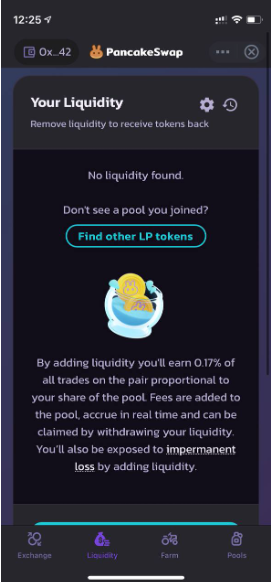 12:25
0x...42
PancakeSwap
Your Liquidity
Remove liquidity to receive tokens back
No liquidity found.
Don't see a pool you joined?
Find other LP tokens
By adding liquidity you'll earn 0.17% of
all trades on the pair proportional to
your share of the pool. Fees are added to
the pool, accrue in real time and can be
claimed by withdrawing your liquidity.
You'll also be exposed to impermanent
loss by adding liquidity.
Exchange
Liquidity
Farm
Pools